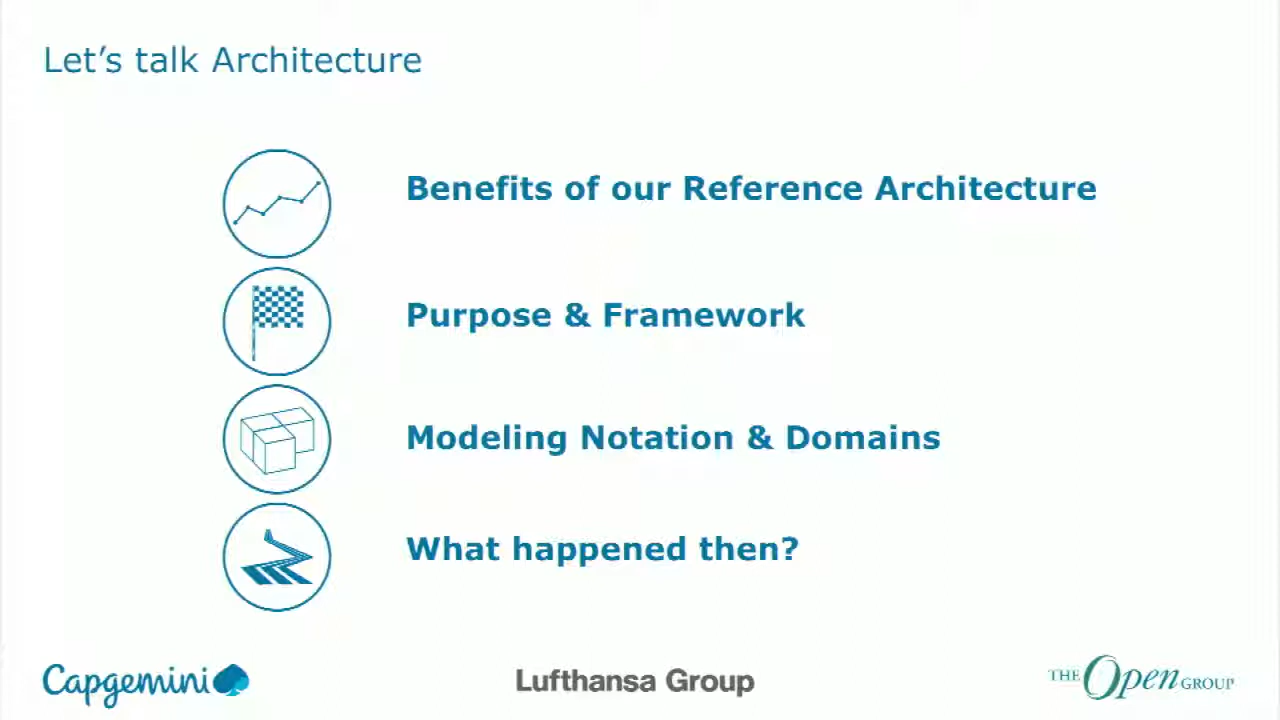 Let's talk Architecture
Benefits of our Reference Architecture
Purpose & Framework
Modeling Notation & Domains
What happened then?
Capgemini
Lufthansa Group
THE Open GROUP